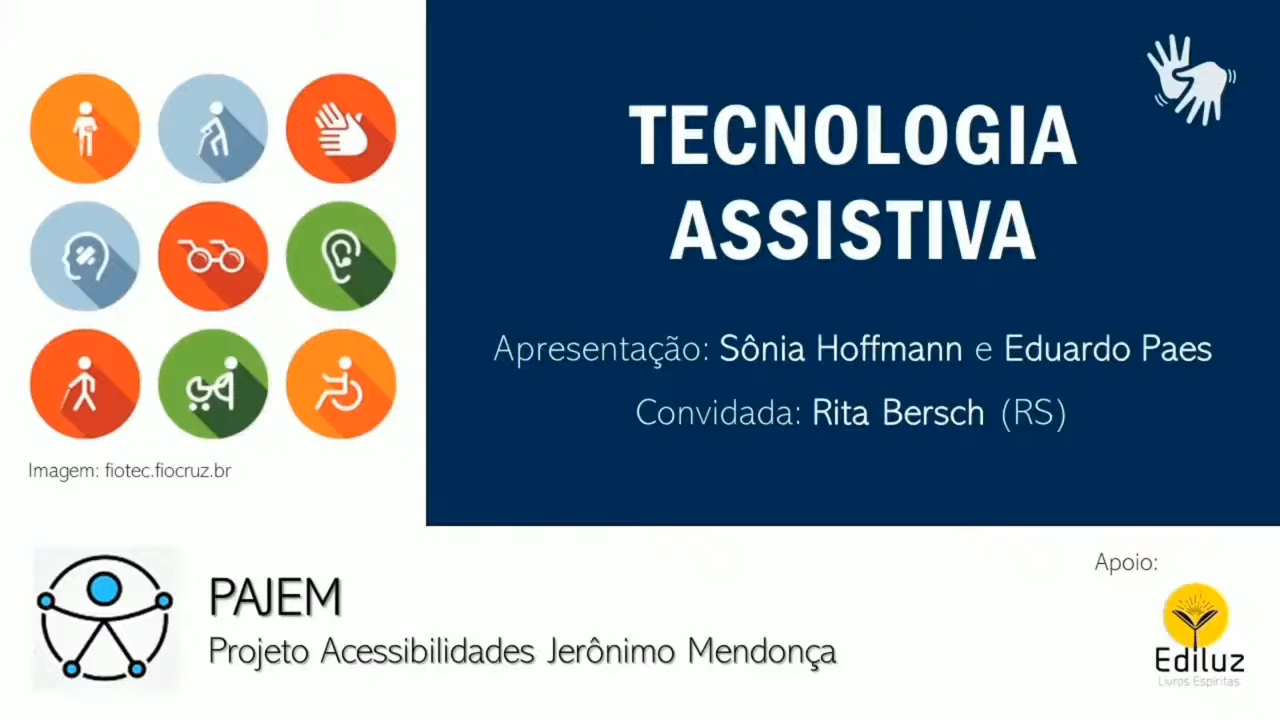 TECNOLOGIA
ASSISTIVA
Apresentação: Sônia Hoffmann e Eduardo Paes
Convidada: Rita Bersch (RS)
Imagem: fiotec.fiocruz.br
PAJEM
Projeto Acessibilidades Jerônimo Mendonça
Apoio:
Ediluz
Livros Espíritas